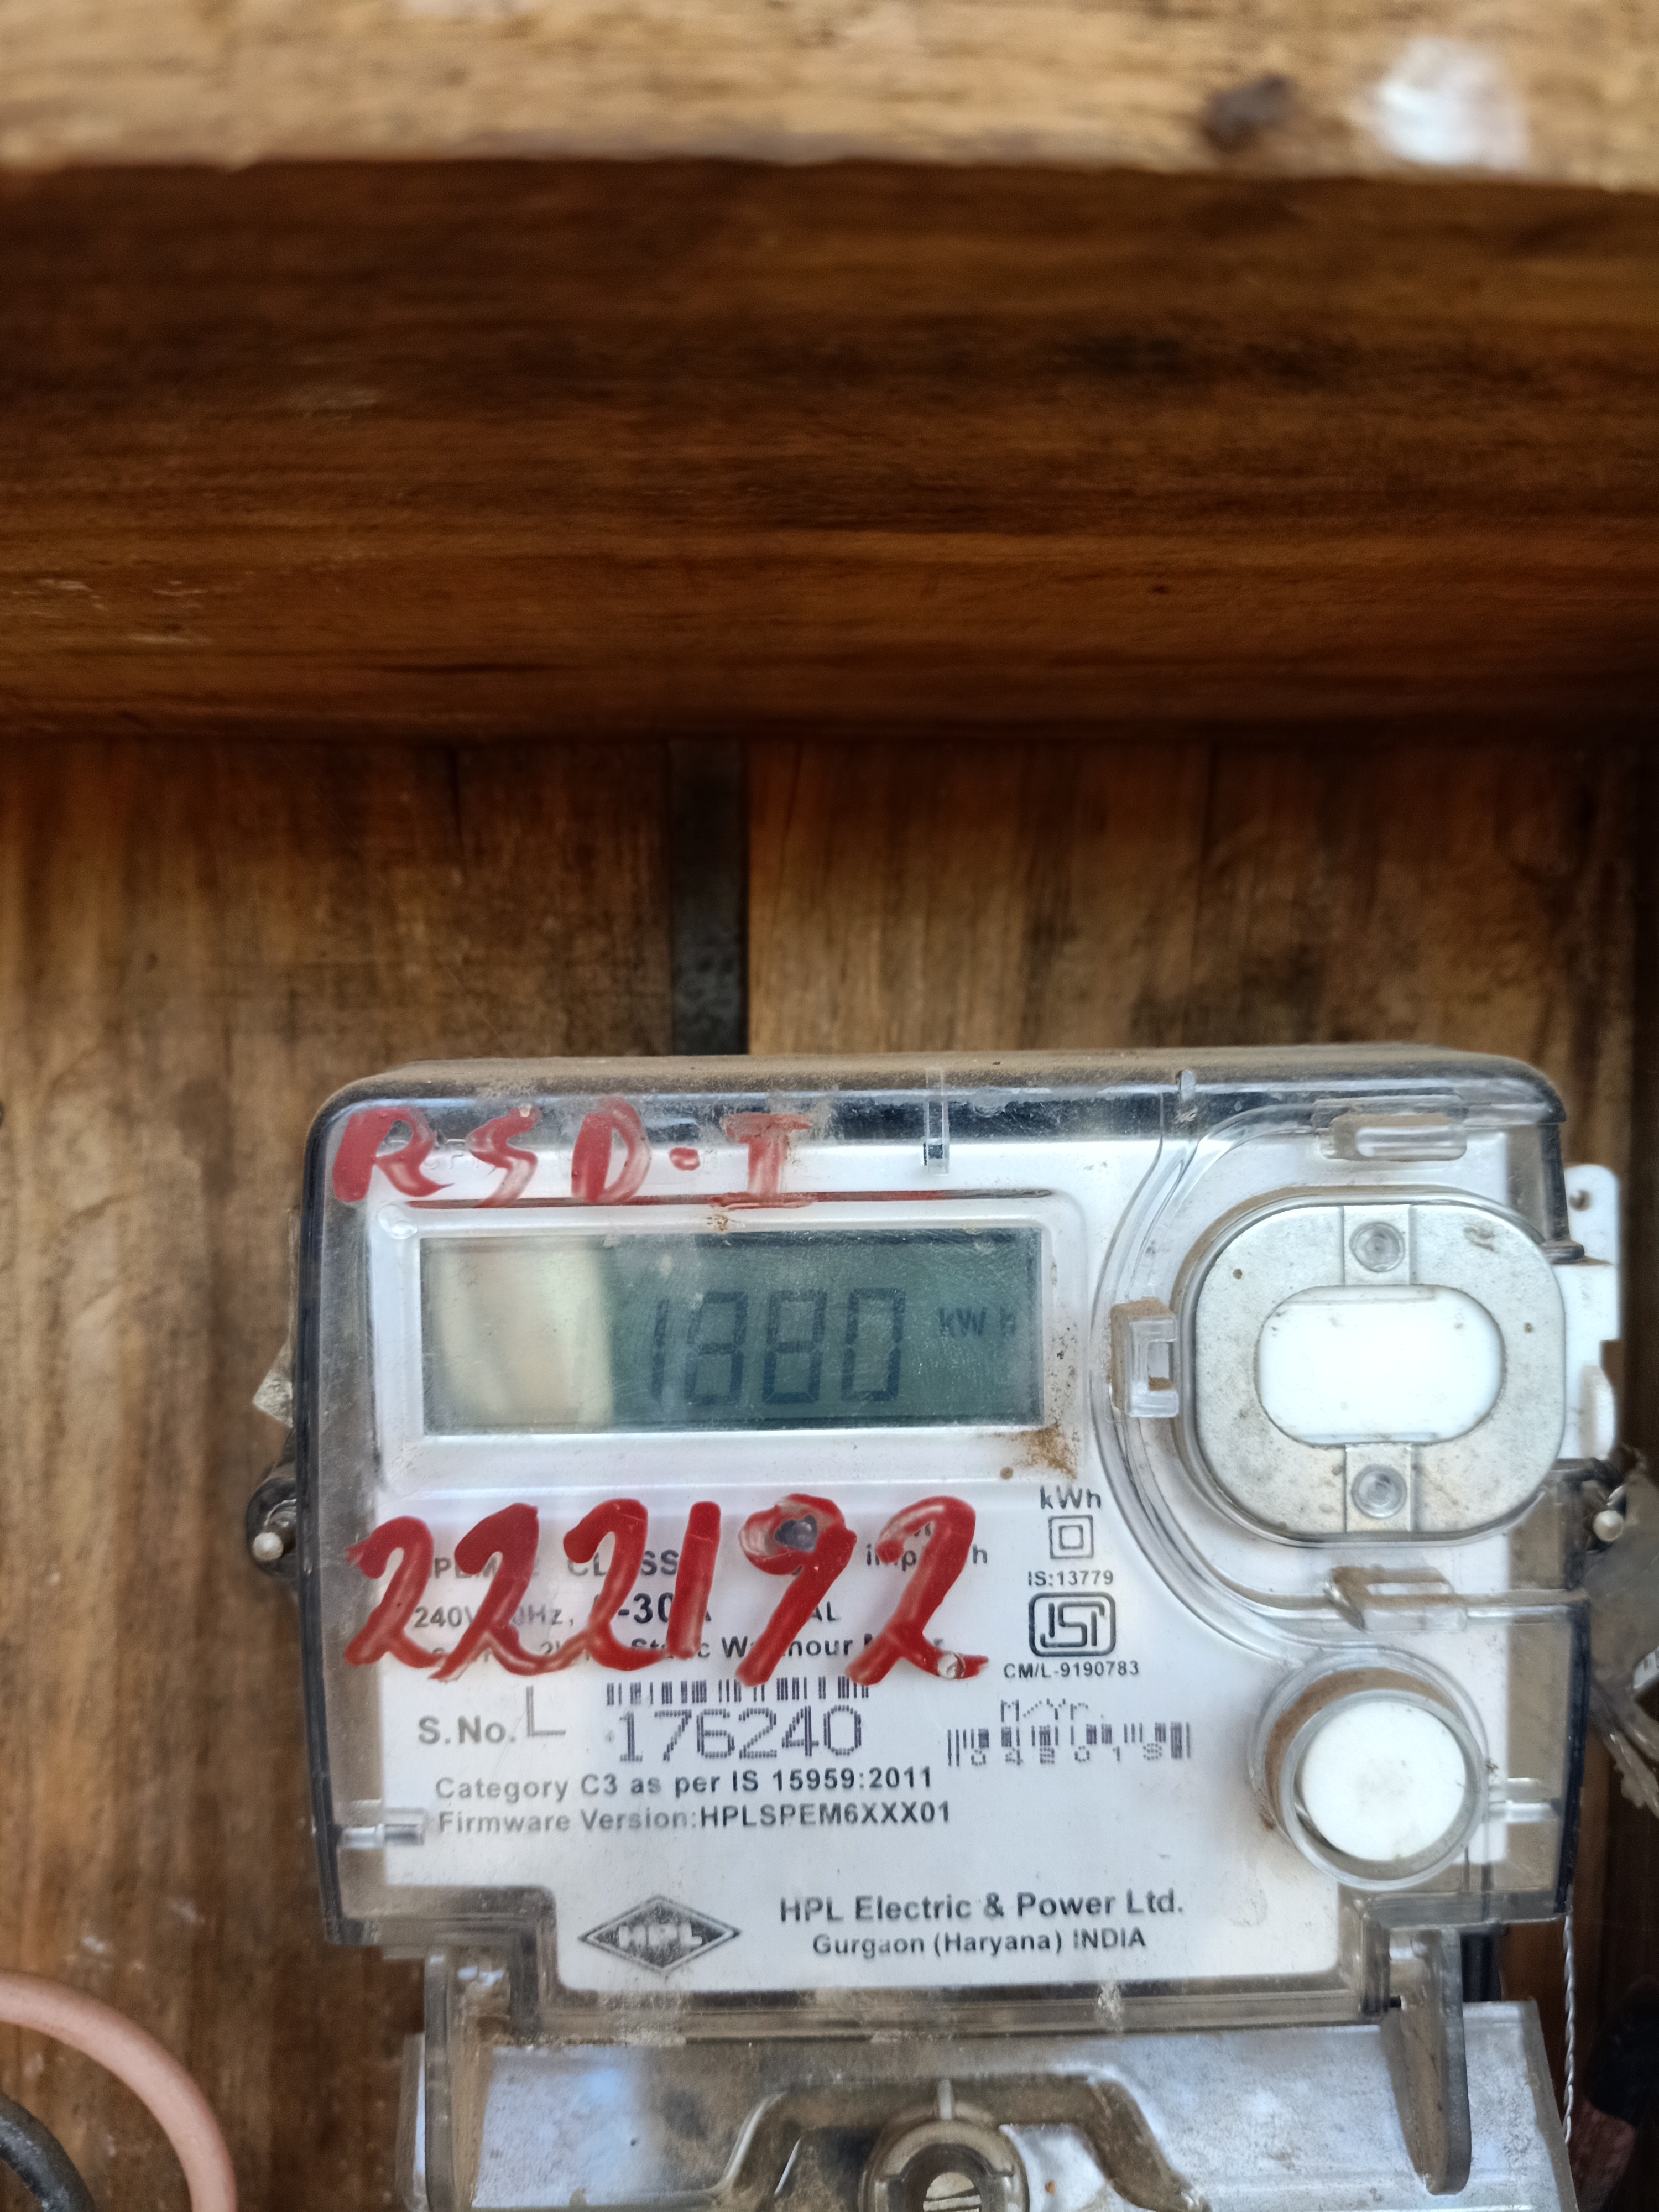 RSD-I
1880 kWh
222192
kWh
IS:13779
ISI
CM/L-9190783
S.No. L 176240
M/Yr.
Category C3 as per IS 15959:2011
Firmware Version:HPLSPEM6XXX01
HPL
HPL Electric & Power Ltd.
Gurgaon (Haryana) INDIA